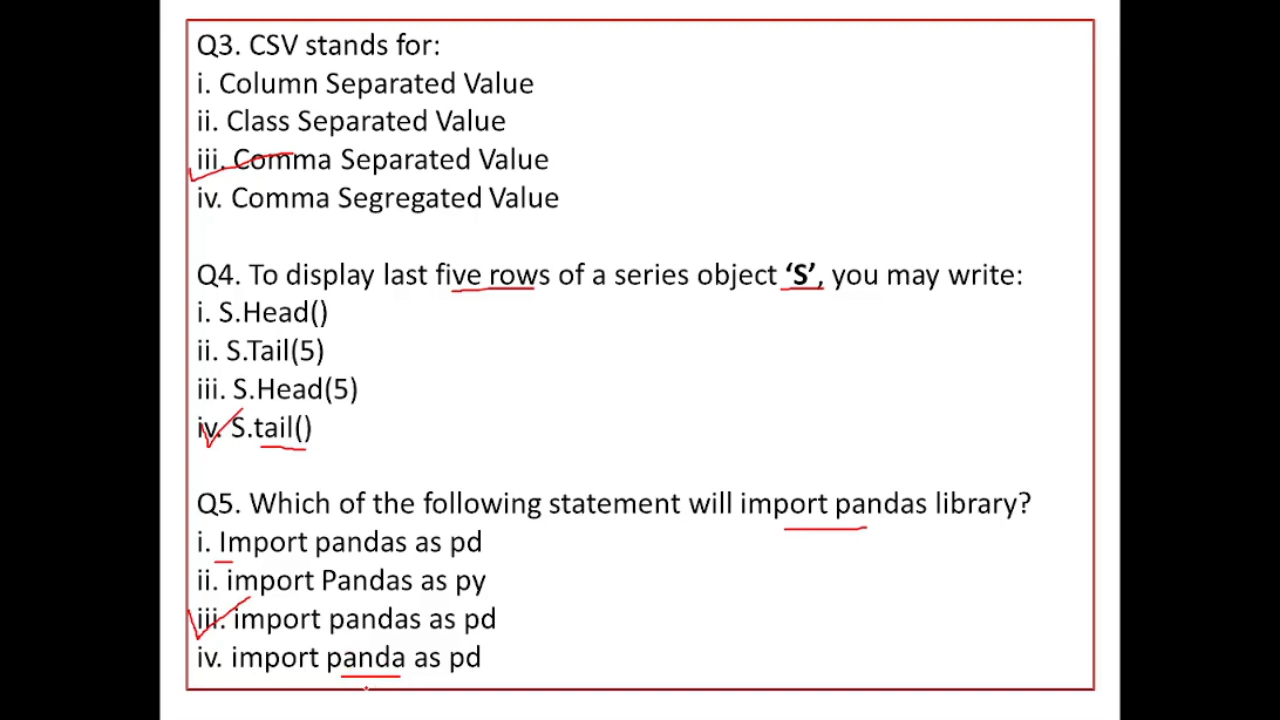 Q3. CSV stands for:
i. Column Separated Value
ii. Class Separated Value
iii. Comma Separated Value
iv. Comma Segregated Value
Q4. To display last five rows of a series object ‘S’, you may write:
i. S.Head()
ii. S.Tail(5)
iii. S.Head(5)
iv. S.tail()
Q5. Which of the following statement will import pandas library?
i. Import pandas as pd
ii. import Pandas as py
iii. import pandas as pd
iv. import panda as pd